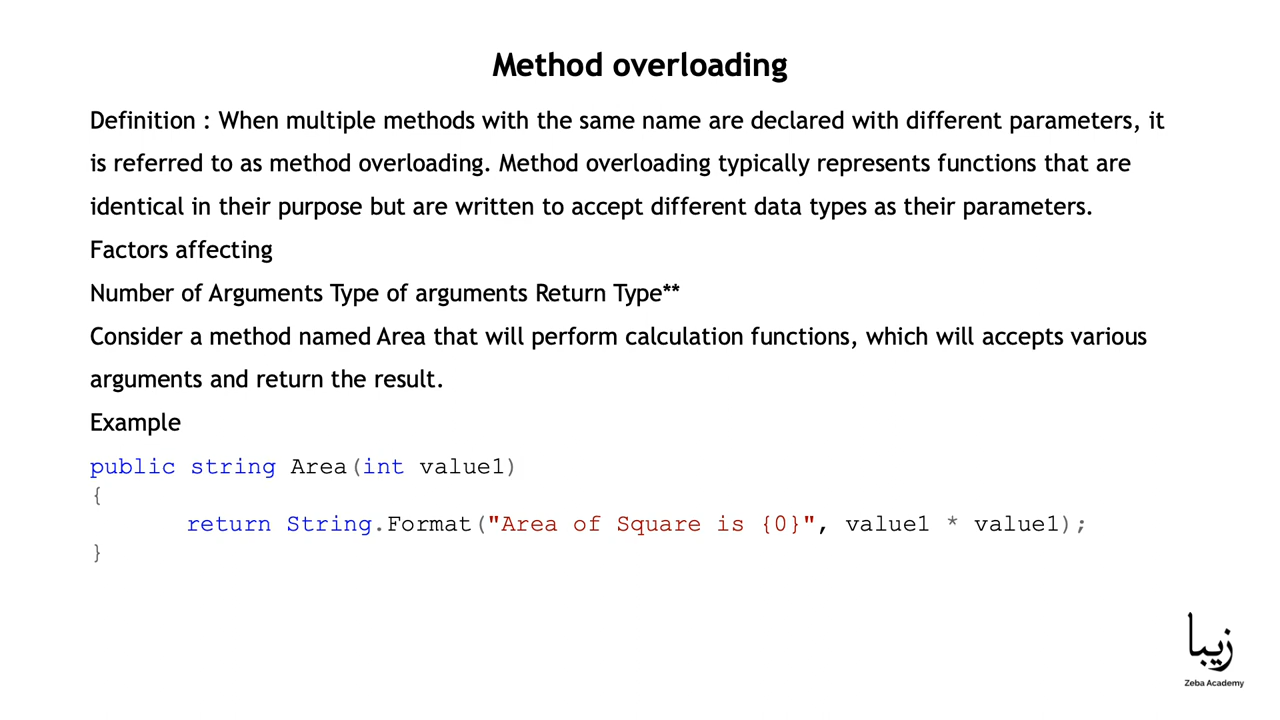 Method overloading
Definition : When multiple methods with the same name are declared with different parameters, it
is referred to as method overloading. Method overloading typically represents functions that are
identical in their purpose but are written to accept different data types as their parameters.
Factors affecting
Number of Arguments Type of arguments Return Type**
Consider a method named Area that will perform calculation functions, which will accepts various
arguments and return the result.
Example
public string Area(int value1)
{
return String.Format("Area of Square is {0}", value1 * value1);
}
زيبا
Zeba Academy